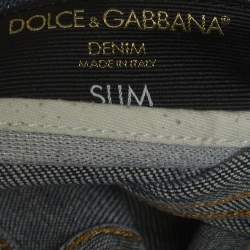 DOLCE & GABBANA®
DENIM
MADE IN ITALY
SLIM